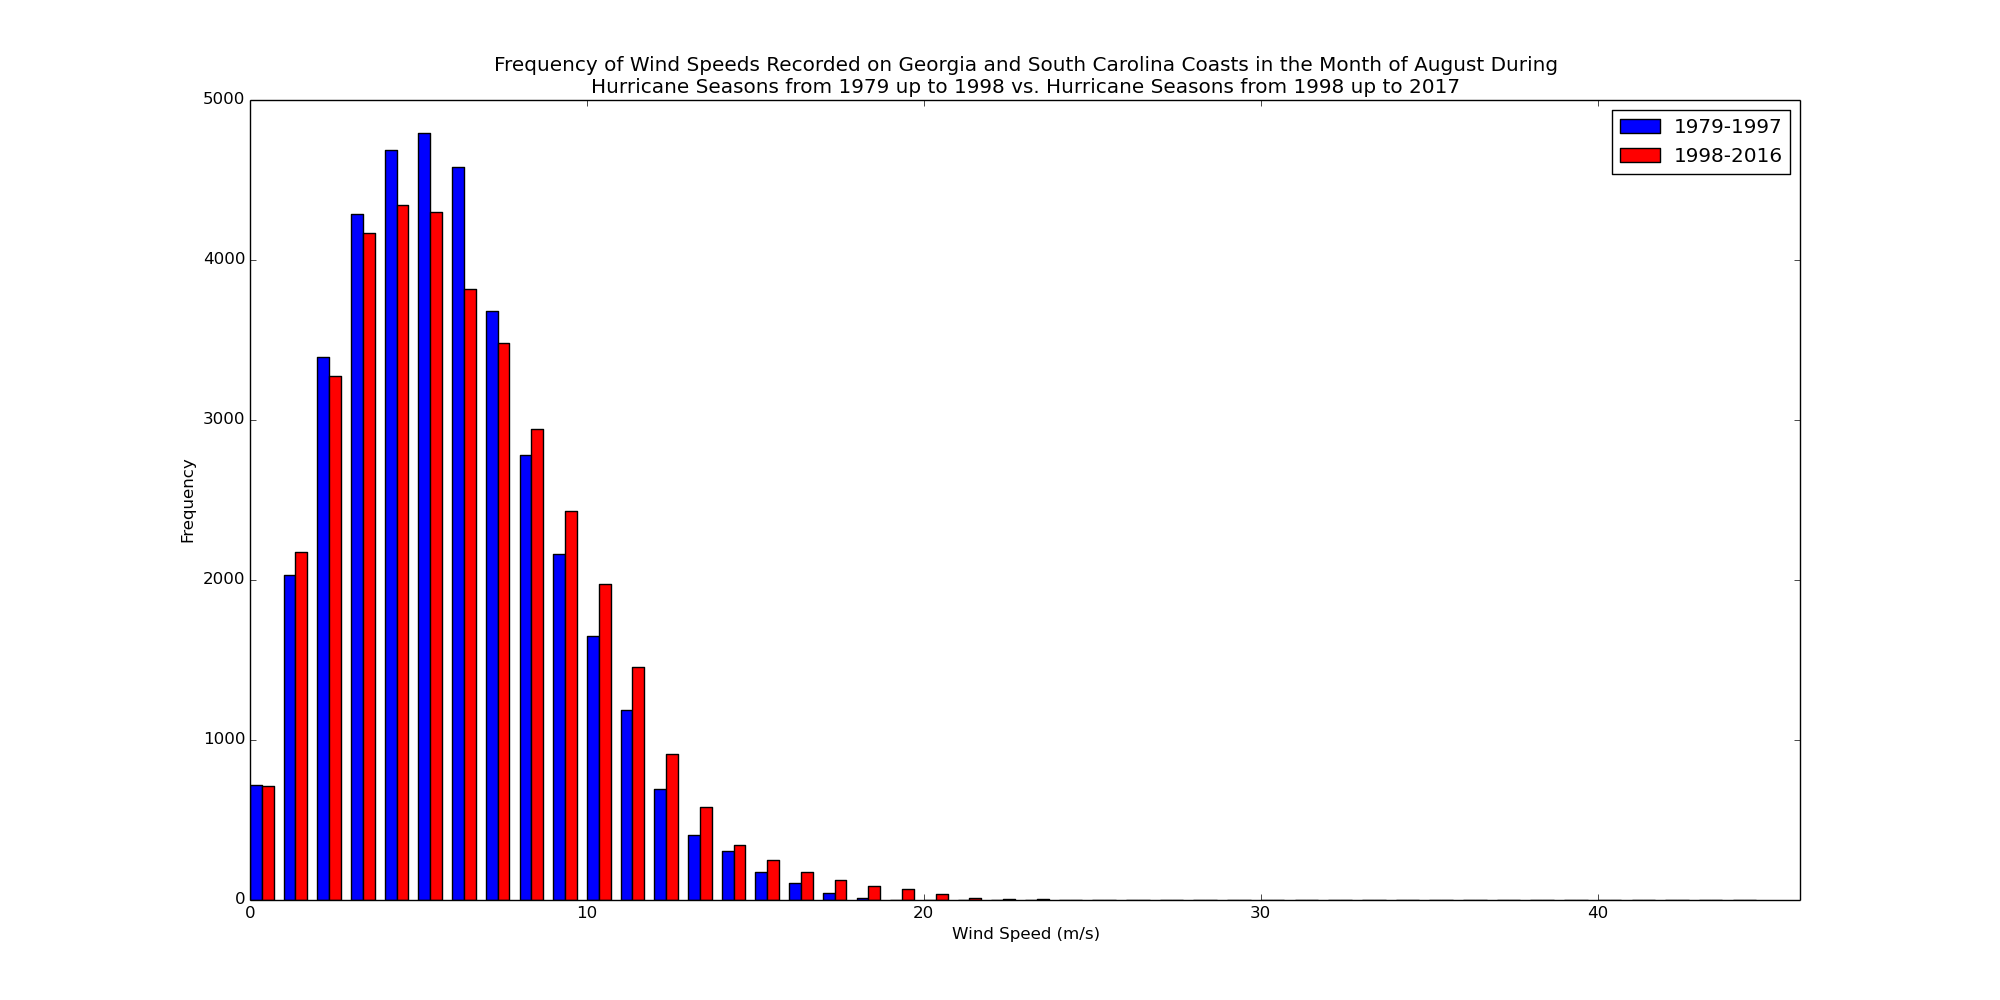 Frequency of Wind Speeds Recorded on Georgia and South Carolina Coasts in the Month of August During
Hurricane Seasons from 1979 up to 1998 vs. Hurricane Seasons from 1998 up to 2017
5000
4000
3000
2000
1000
0
Frequency
1979-1997
1998-2016
0 10 20 30 40
Wind Speed (m/s)